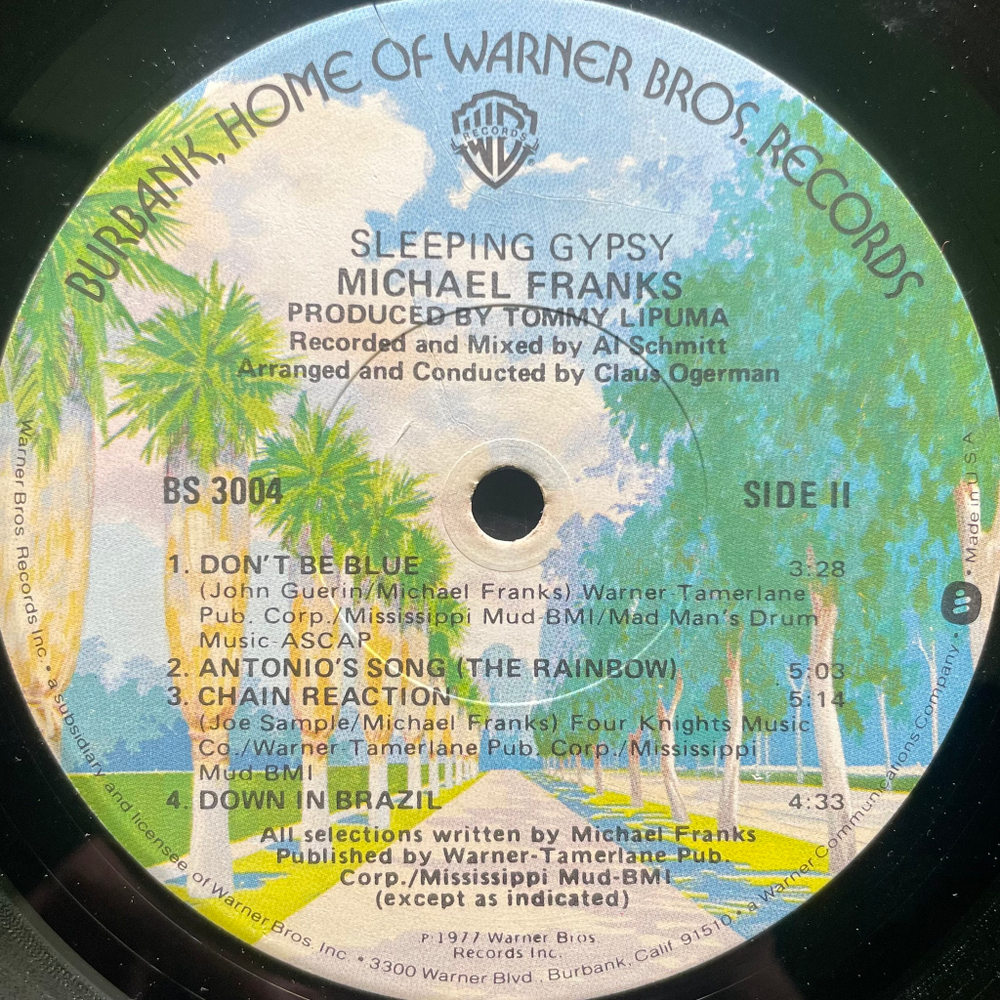 BURBANK, HOME OF WARNER BROS. RECORDS
W RECORDS
SLEEPING GYPSY
MICHAEL FRANKS
PRODUCED BY TOMMY LIPUMA
Recorded and Mixed by Al Schmitt
Arranged and Conducted by Claus Ogerman
BS 3004
SIDE II
1. DON'T BE BLUE 3:28
(John Guerin/Michael Franks) Warner-Tamerlane
Pub. Corp./Mississippi Mud-BMI/Mad Man's Drum
Music-ASCAP
2. ANTONIO'S SONG (THE RAINBOW) 5:03
3. CHAIN REACTION 5:14
(Joe Sample/Michael Franks) Four Knights Music
Co./Warner-Tamerlane Pub. Corp./Mississippi
Mud-BMI
4. DOWN IN BRAZIL 4:33
All selections written by Michael Franks
Published by Warner-Tamerlane Pub.
Corp./Mississippi Mud-BMI
(except as indicated)
P.1977 Warner Bros.
Records Inc.
Warner Bros. Records Inc. • a subsidiary and licensee of Warner Bros. Inc. • 3300 Warner Blvd., Burbank, Calif. 91510 • a Warner Communications Company • Made in U.S.A.